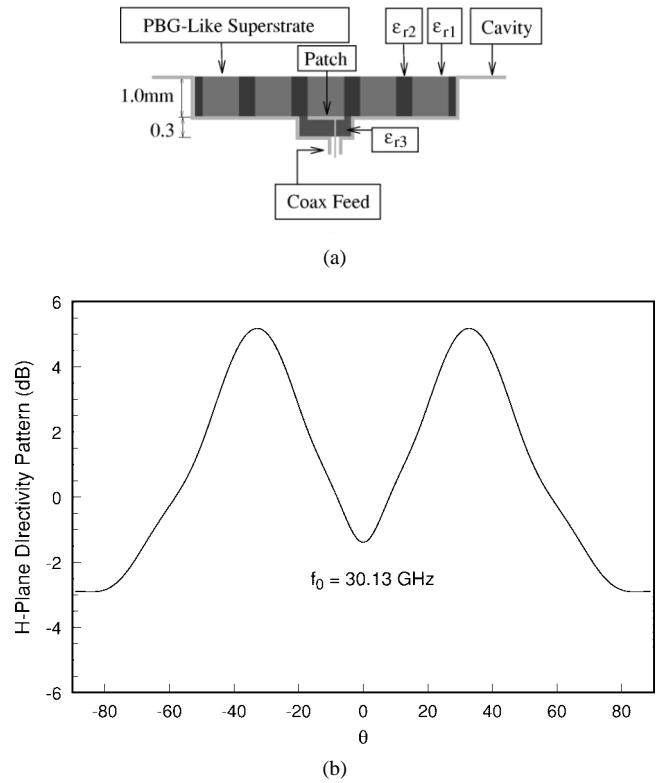 PBG-Like Superstrate
Patch
εr2
εr1
Cavity
1.0mm
0.3
εr3
Coax Feed
(a)
H-Plane DIrectivity Pattern (dB)
6
4
2
0
-2
-4
-6
f0 = 30.13 GHz
-80 -60 -40 -20 0 20 40 60 80
θ
(b)